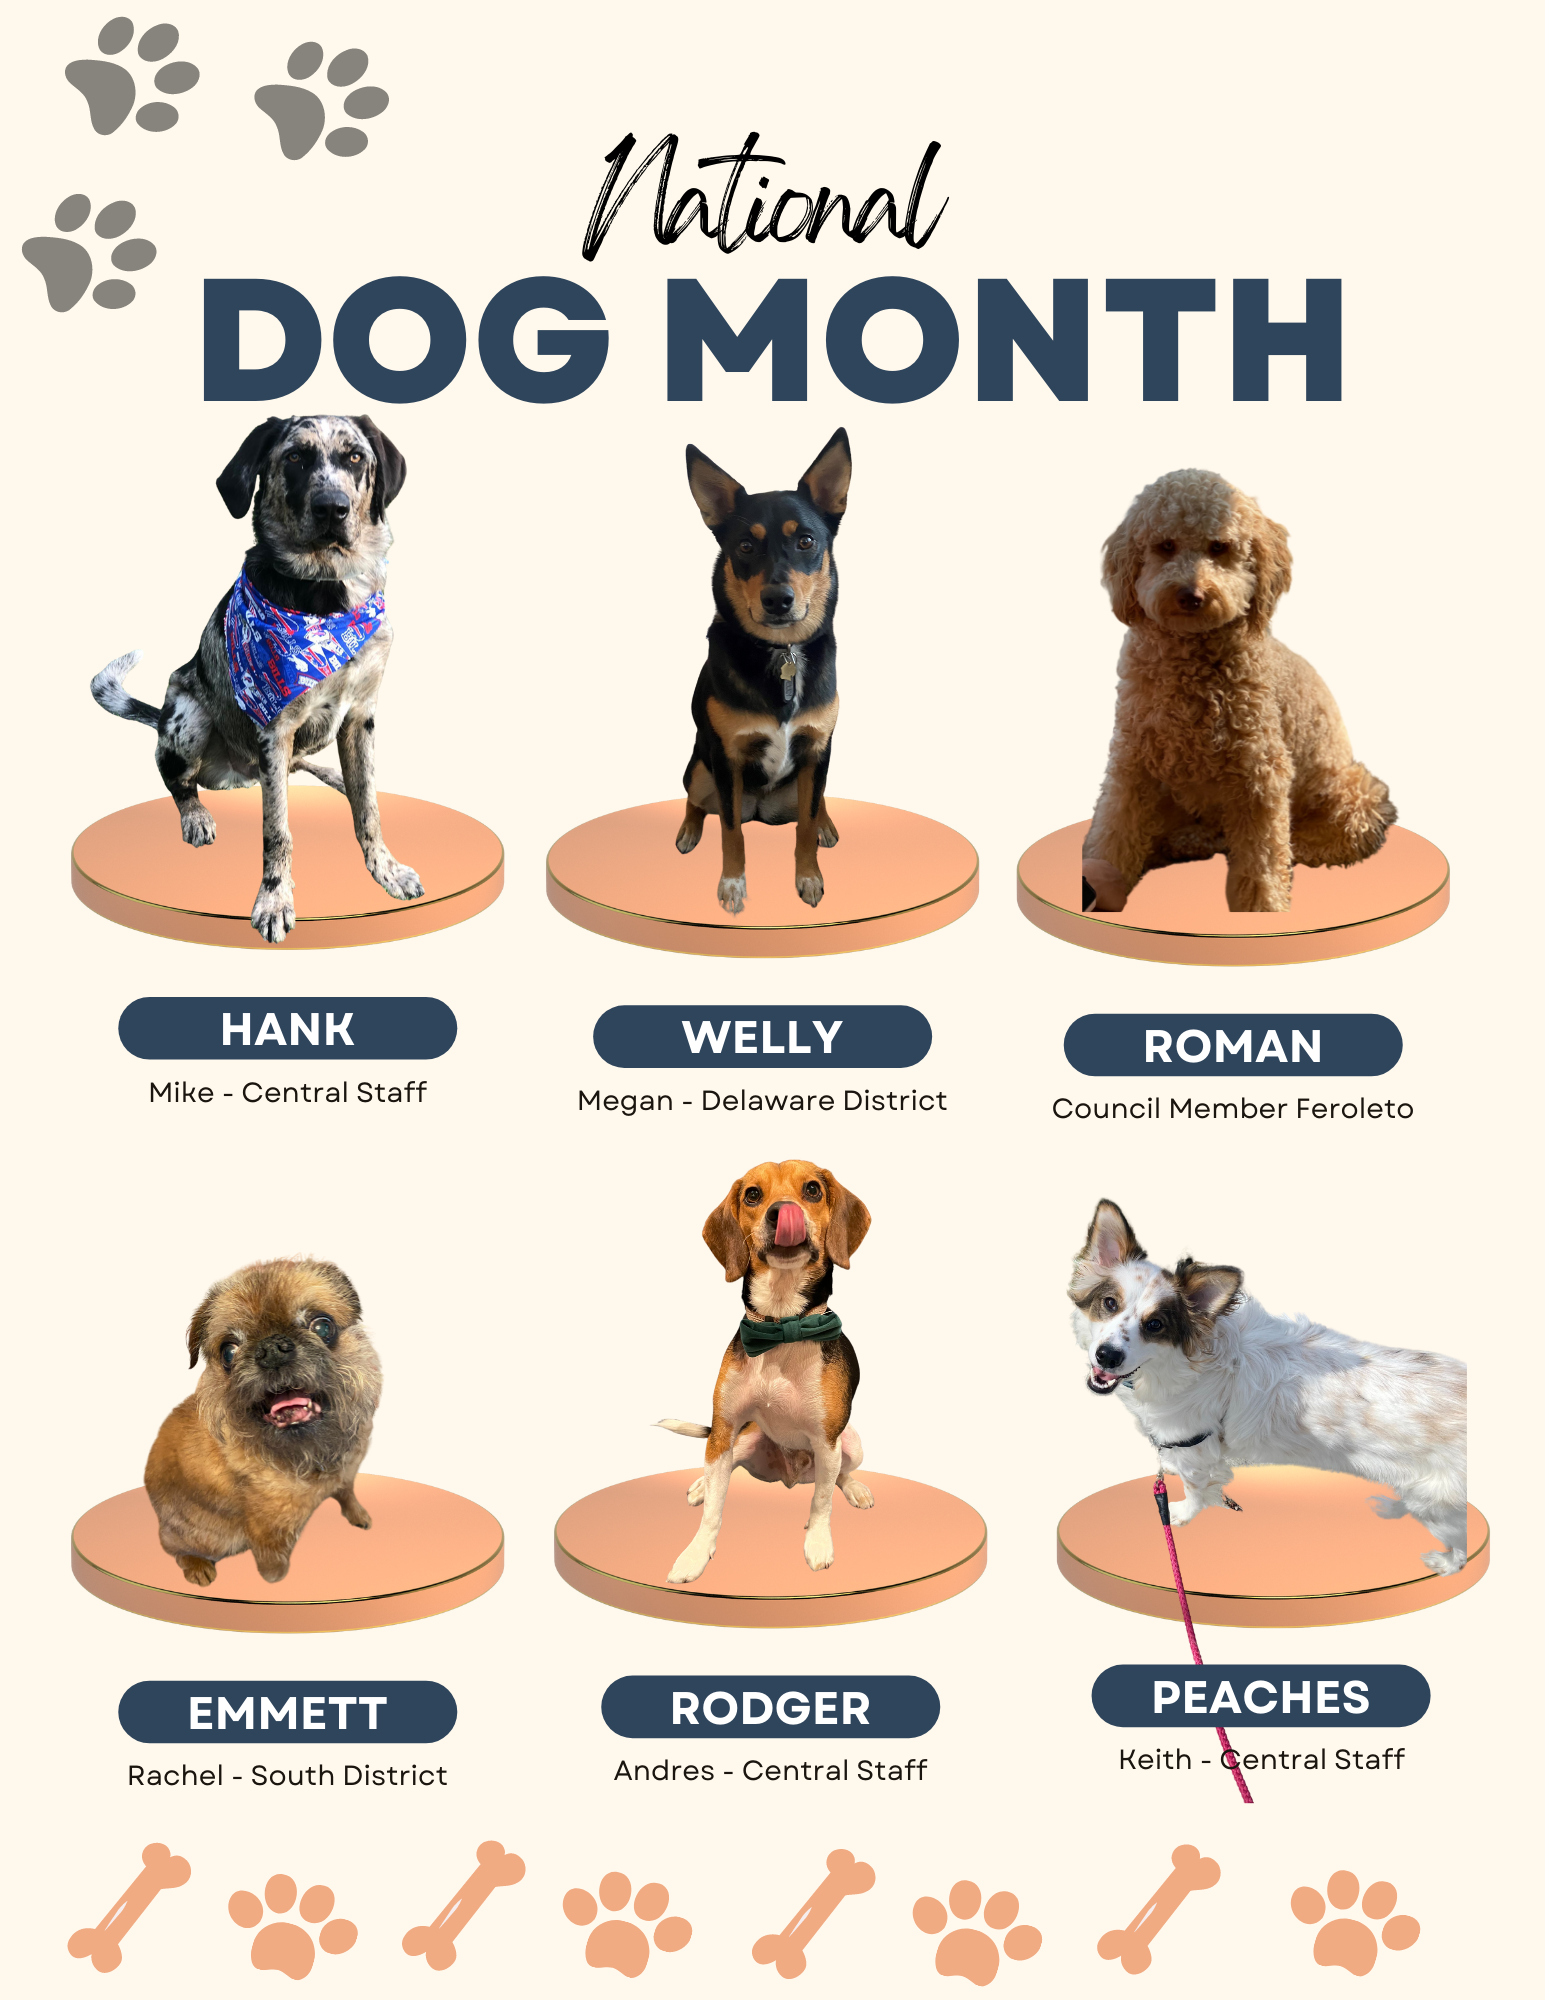 National
DOG MONTH
BILLS
HANK
Mike - Central Staff
WELLY
Megan - Delaware District
ROMAN
Council Member Feroleto
EMMETT
Rachel - South District
RODGER
Andres - Central Staff
PEACHES
Keith - Central Staff